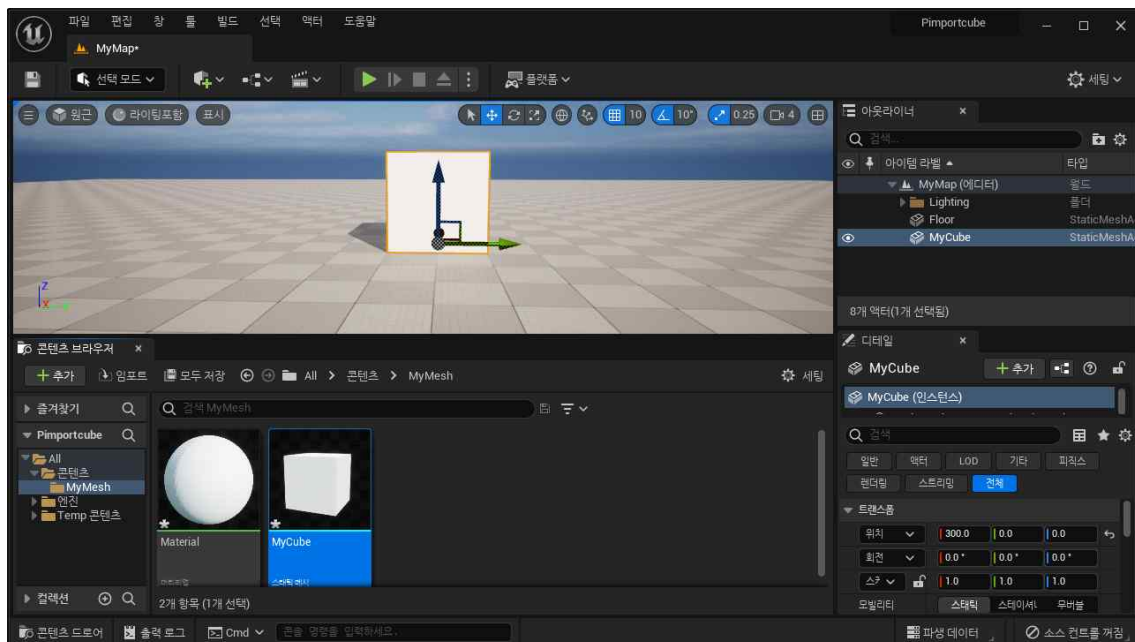 파일 편집 창 툴 빌드 선택 액터 도움말
Pimportcube
MyMap*
선택 모드
플랫폼
세팅
원근 라이팅포함 표시
10 10° 0.25 4
Z
X
아웃라이너
검색...
아이템 라벨 타입
MyMap (에디터) 월드
Lighting 폴더
Floor StaticMeshA
MyCube StaticMeshA
8개 액터(1개 선택됨)
콘텐츠 브라우저
추가 임포트 모두 저장 All > 콘텐츠 > MyMesh 세팅
즐겨찾기
검색 MyMesh
Pimportcube
All
콘텐츠
MyMesh
엔진
Temp 콘텐츠
Material
MyCube
스태틱 메시
컬렉션
2개 항목 (1개 선택)
디테일
MyCube 추가
MyCube (인스턴스)
검색
일반 액터 LOD 기타 피직스
렌더링 스트리밍 전체
트랜스폼
위치 300.0 0.0 0.0
회전 0.0° 0.0° 0.0°
1.0 1.0 1.0
모빌리티 스태틱 무버블
콘텐츠 드로어 출력 로그 Cmd 콘솔 명령을 입력하세요.
파생 데이터 소스 컨트롤 꺼짐